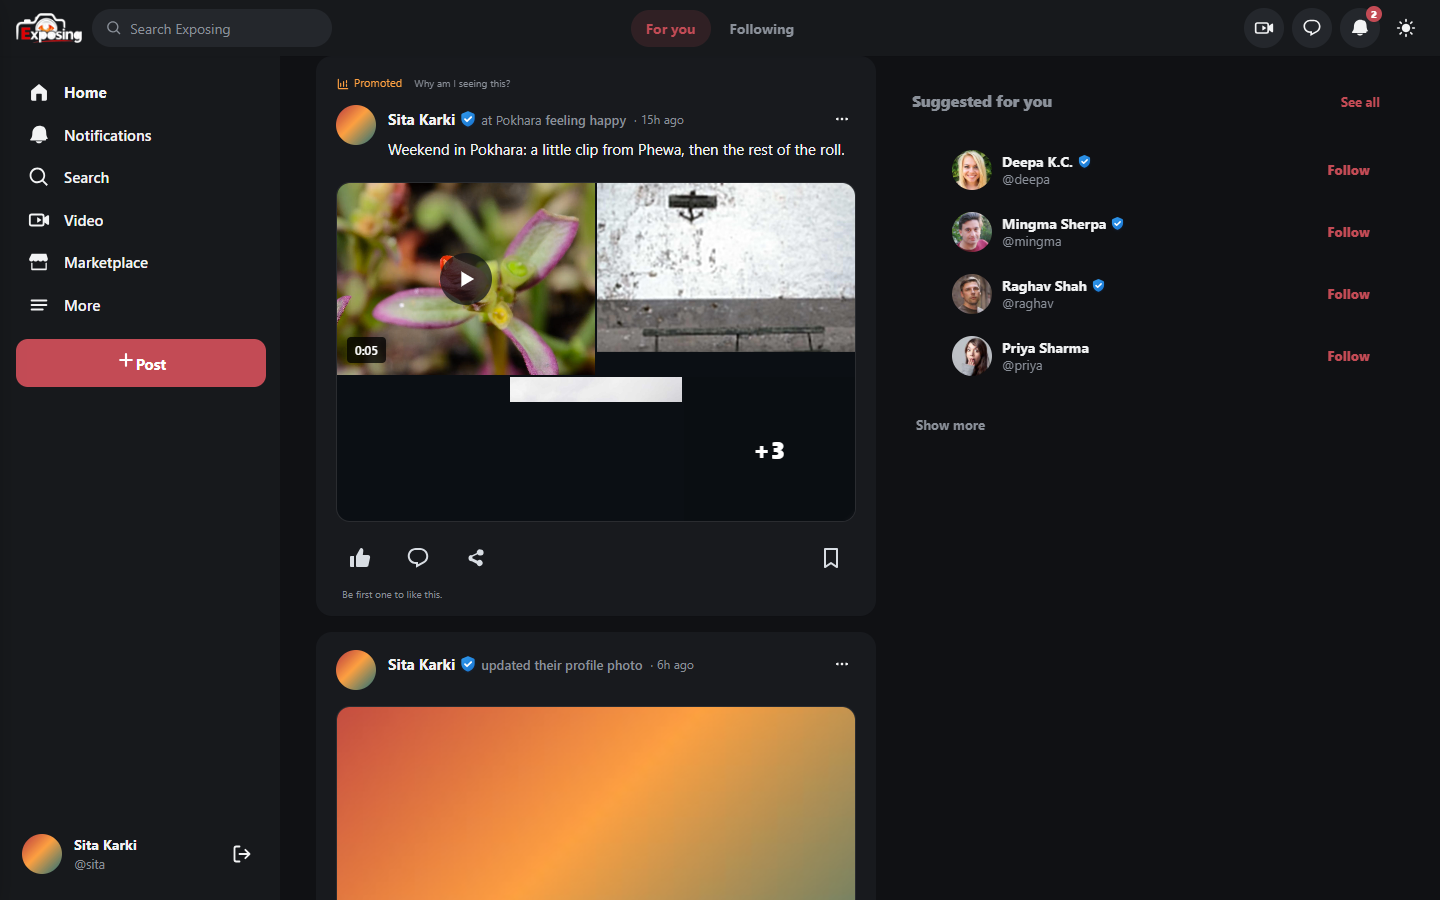 Exposing
Search Exposing
For you
Following
2
Home
Notifications
Search
Video
Marketplace
More
+ Post
Sita Karki
@sita
Promoted Why am I seeing this?
Sita Karki at Pokhara feeling happy · 15h ago
Weekend in Pokhara: a little clip from Phewa, then the rest of the roll.
0:05
+3
Be first one to like this.
Sita Karki updated their profile photo · 6h ago
Suggested for you
See all
Deepa K.C.
@deepa
Follow
Mingma Sherpa
@mingma
Follow
Raghav Shah
@raghav
Follow
Priya Sharma
@priya
Follow
Show more